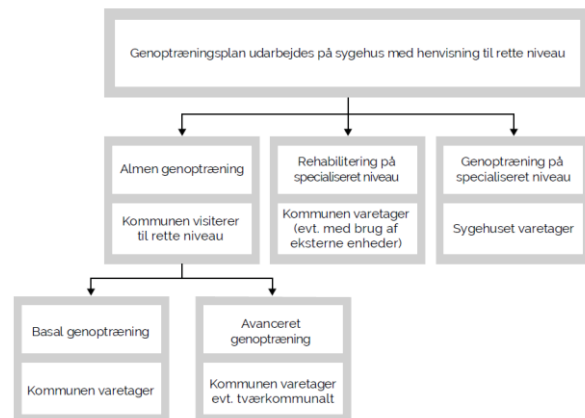 Genoptræningsplan udarbejdes på sygehus med henvisning til rette niveau
Almen genoptræning
Kommunen visiterer
til rette niveau
Rehabilitering på
specialiseret niveau
Kommunen varetager
(evt. med brug af
eksterne enheder)
Genoptræning på
specialiseret niveau
Sygehuset varetager
Basal genoptræning
Kommunen varetager
Avanceret
genoptræning
Kommunen varetager
evt. tværkommunalt